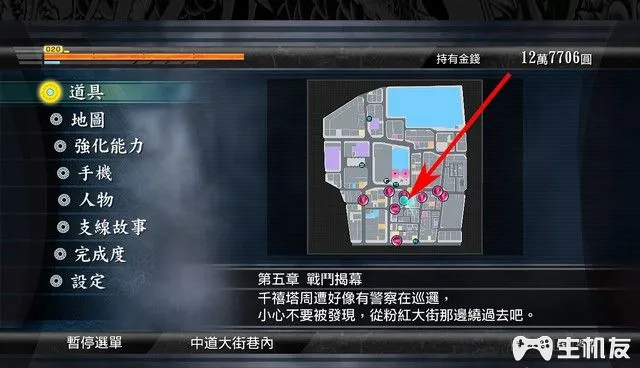 020
持有金錢 12萬7706圓
道具
地圖
強化能力
手機
人物
支線故事
完成度
設定
第五章 戰鬥揭幕
千禧塔周遭好像有警察在巡邏，
小心不要被發現，從粉紅大街那邊繞過去吧。
暫停選單 中道大街巷內
生机友